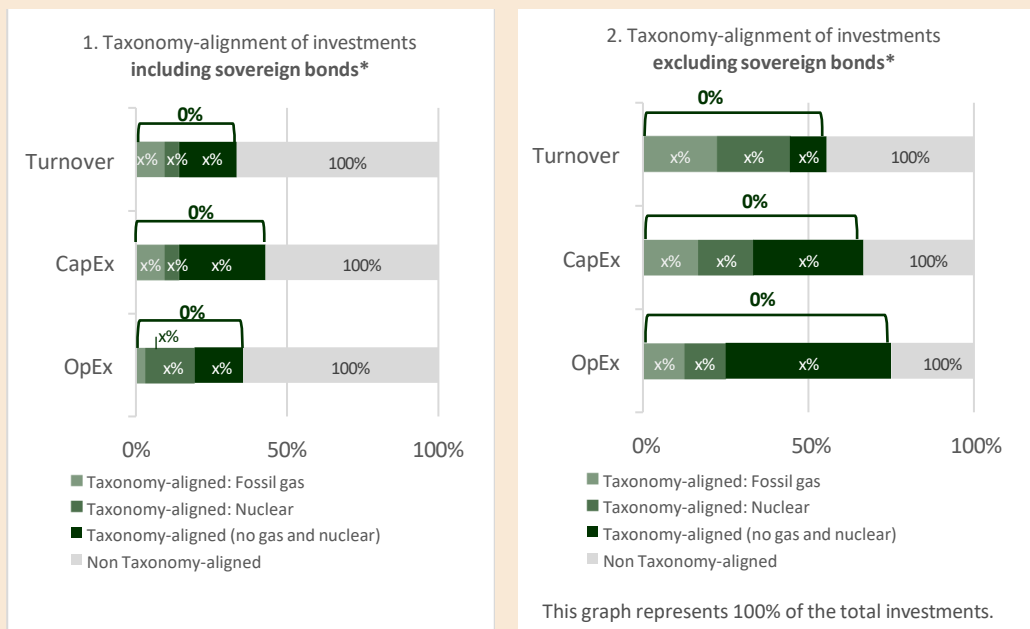 1. Taxonomy-alignment of investments
including sovereign bonds*
0%
Turnover
x%
x%
x%
100%
0%
CapEx
x%
x%
x%
100%
0%
x%
OpEx
x%
x%
100%
0%
50%
100%
Taxonomy-aligned: Fossil gas
Taxonomy-aligned: Nuclear
Taxonomy-aligned (no gas and nuclear)
Non Taxonomy-aligned
2. Taxonomy-alignment of investments
excluding sovereign bonds*
0%
Turnover
x%
x%
x%
100%
0%
CapEx
x%
x%
x%
100%
0%
OpEx
x%
x%
x%
100%
0%
50%
100%
Taxonomy-aligned: Fossil gas
Taxonomy-aligned: Nuclear
Taxonomy-aligned (no gas and nuclear)
Non Taxonomy-aligned
This graph represents 100% of the total investments.